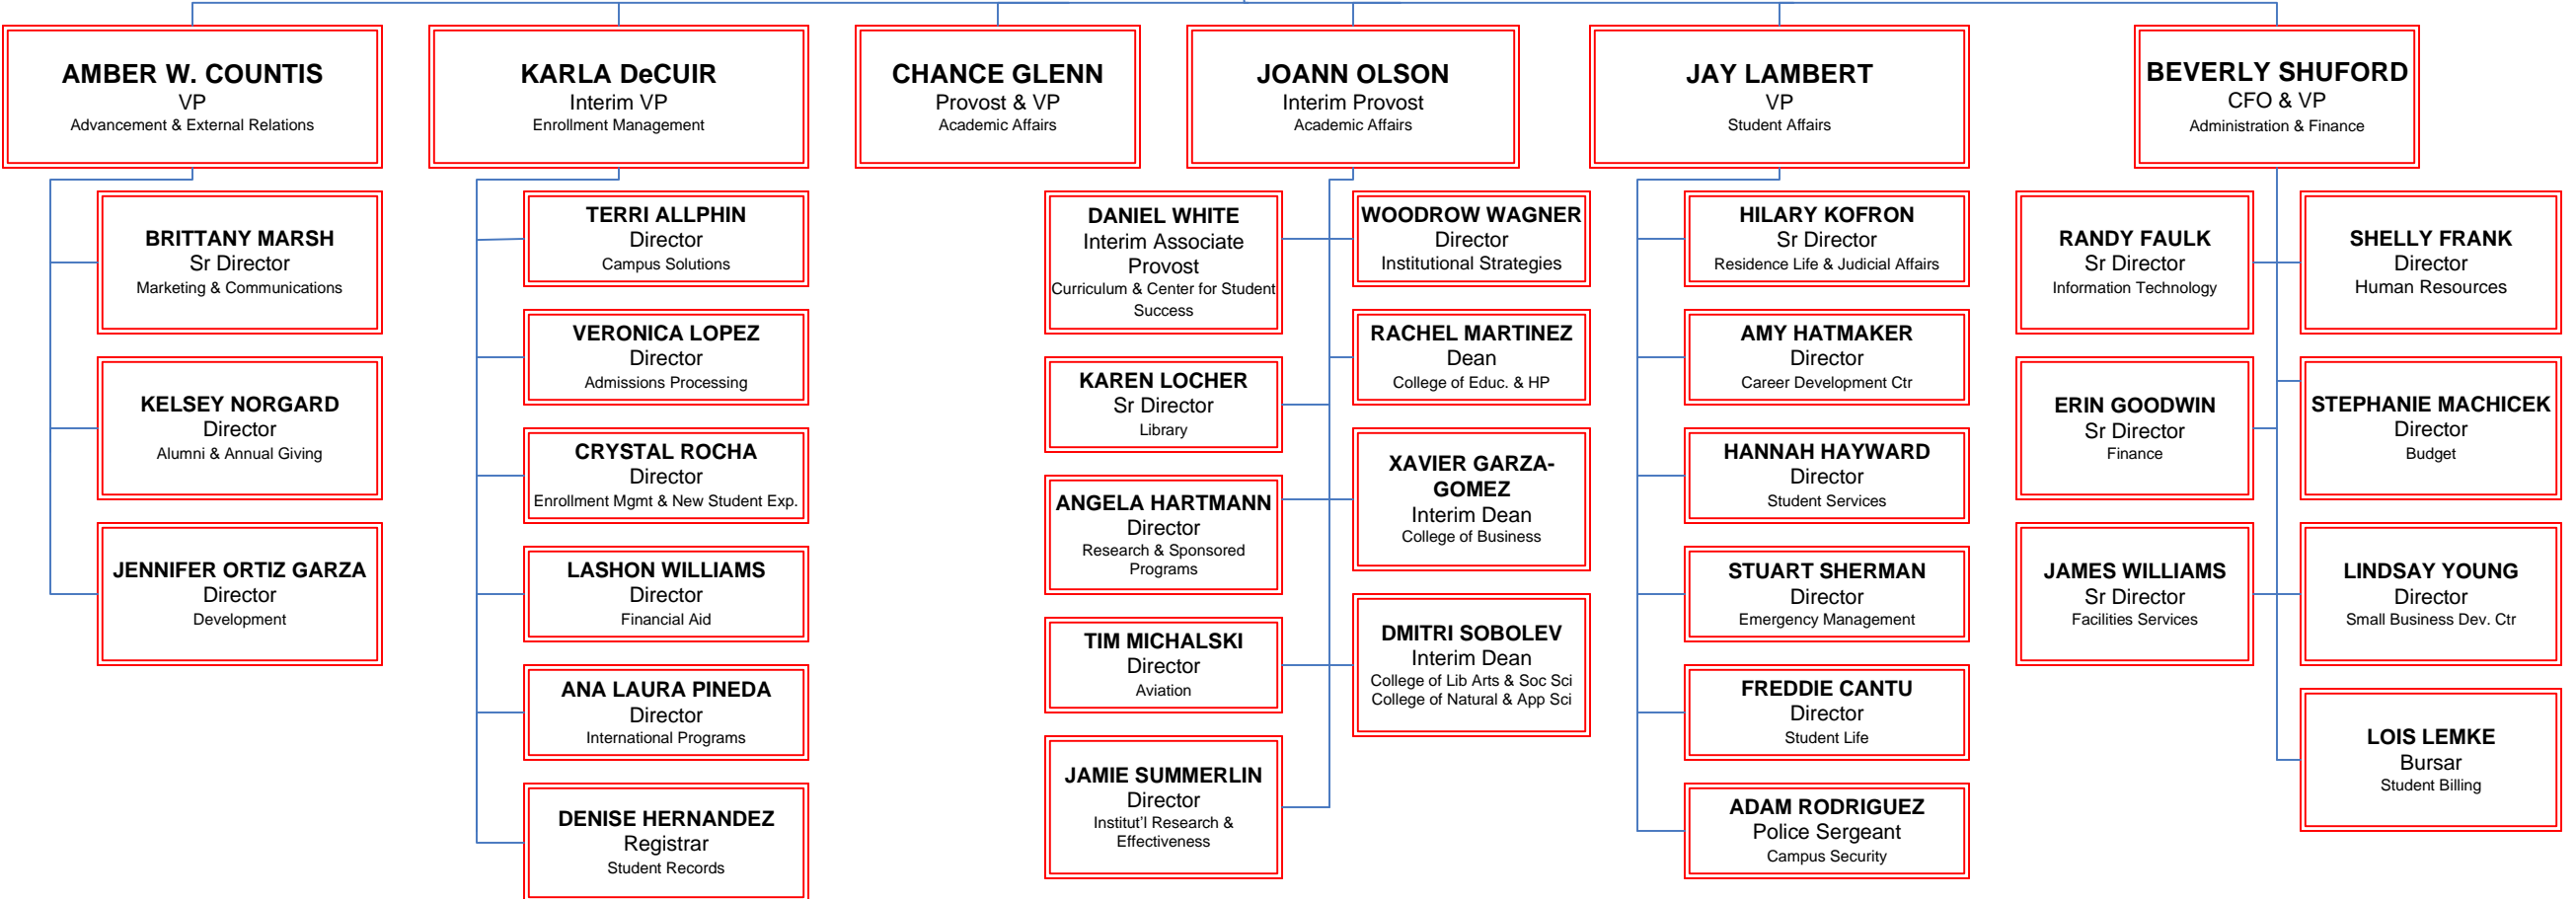 AMBER W. COUNTIS
VP
Advancement & External Relations
BRITTANY MARSH
Sr Director
Marketing & Communications
KELSEY NORGARD
Director
Alumni & Annual Giving
JENNIFER ORTIZ GARZA
Director
Development
KARLA DeCUIR
Interim VP
Enrollment Management
TERRI ALLPHIN
Director
Campus Solutions
VERONICA LOPEZ
Director
Admissions Processing
CRYSTAL ROCHA
Director
Enrollment Mgmt & New Student Exp.
LASHON WILLIAMS
Director
Financial Aid
ANA LAURA PINEDA
Director
International Programs
DENISE HERNANDEZ
Registrar
Student Records
CHANCE GLENN
Provost & VP
Academic Affairs
JOANN OLSON
Interim Provost
Academic Affairs
DANIEL WHITE
Interim Associate
Provost
Curriculum & Center for Student
Success
KAREN LOCHER
Sr Director
Library
ANGELA HARTMANN
Director
Research & Sponsored
Programs
TIM MICHALSKI
Director
Aviation
JAMIE SUMMERLIN
Director
Institut'l Research &
Effectiveness
WOODROW WAGNER
Director
Institutional Strategies
RACHEL MARTINEZ
Dean
College of Educ. & HP
XAVIER GARZA-
GOMEZ
Interim Dean
College of Business
DMITRI SOBOLEV
Interim Dean
College of Lib Arts & Soc Sci
College of Natural & App Sci
JAY LAMBERT
VP
Student Affairs
HILARY KOFRON
Sr Director
Residence Life & Judicial Affairs
AMY HATMAKER
Director
Career Development Ctr
HANNAH HAYWARD
Director
Student Services
STUART SHERMAN
Director
Emergency Management
FREDDIE CANTU
Director
Student Life
ADAM RODRIGUEZ
Police Sergeant
Campus Security
BEVERLY SHUFORD
CFO & VP
Administration & Finance
RANDY FAULK
Sr Director
Information Technology
ERIN GOODWIN
Sr Director
Finance
JAMES WILLIAMS
Sr Director
Facilities Services
SHELLY FRANK
Director
Human Resources
STEPHANIE MACHICEK
Director
Budget
LINDSAY YOUNG
Director
Small Business Dev. Ctr
LOIS LEMKE
Bursar
Student Billing